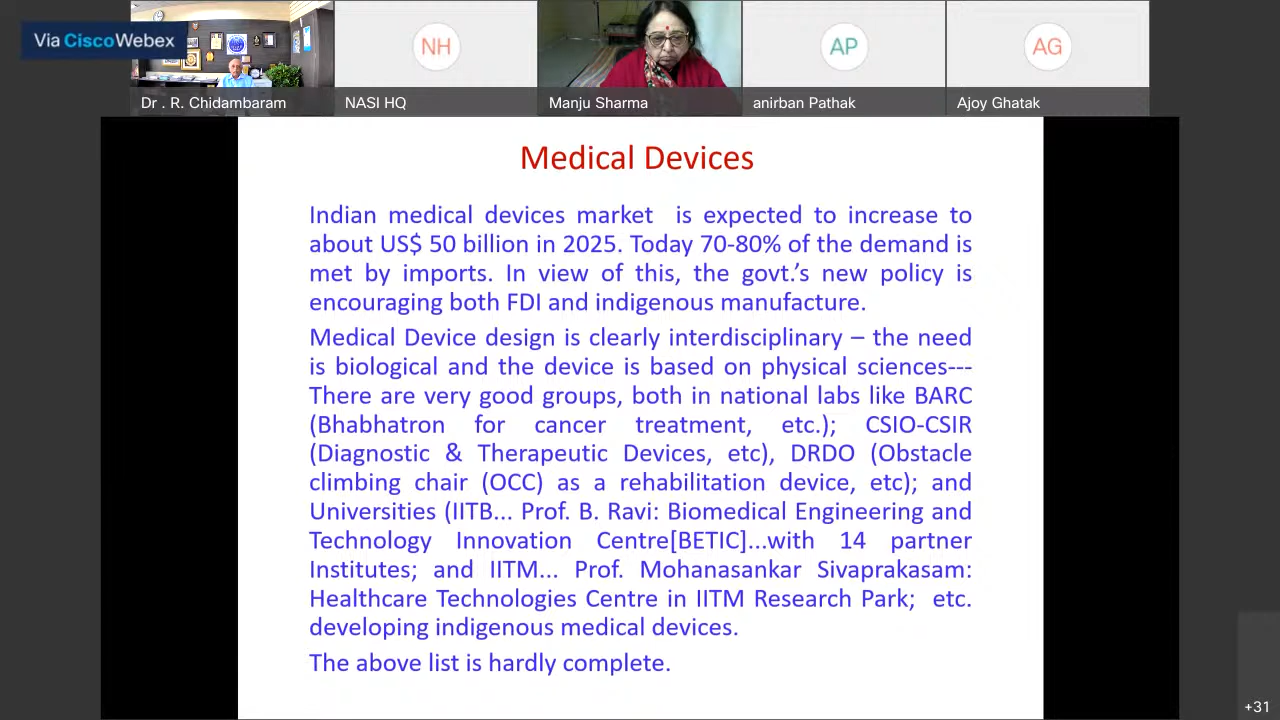 Via Cisco Webex
NH
AP
AG
Dr . R. Chidambaram
NASI HQ
Manju Sharma
anirban Pathak
Ajoy Ghatak
Medical Devices
Indian medical devices market is expected to increase to
about US$ 50 billion in 2025. Today 70-80% of the demand is
met by imports. In view of this, the govt.’s new policy is
encouraging both FDI and indigenous manufacture.
Medical Device design is clearly interdisciplinary – the need
is biological and the device is based on physical sciences---
There are very good groups, both in national labs like BARC
(Bhabhatron for cancer treatment, etc.); CSIO-CSIR
(Diagnostic & Therapeutic Devices, etc), DRDO (Obstacle
climbing chair (OCC) as a rehabilitation device, etc); and
Universities (IITB... Prof. B. Ravi: Biomedical Engineering and
Technology Innovation Centre[BETIC]...with 14 partner
Institutes; and IITM... Prof. Mohanasankar Sivaprakasam:
Healthcare Technologies Centre in IITM Research Park; etc.
developing indigenous medical devices.
The above list is hardly complete.
+31